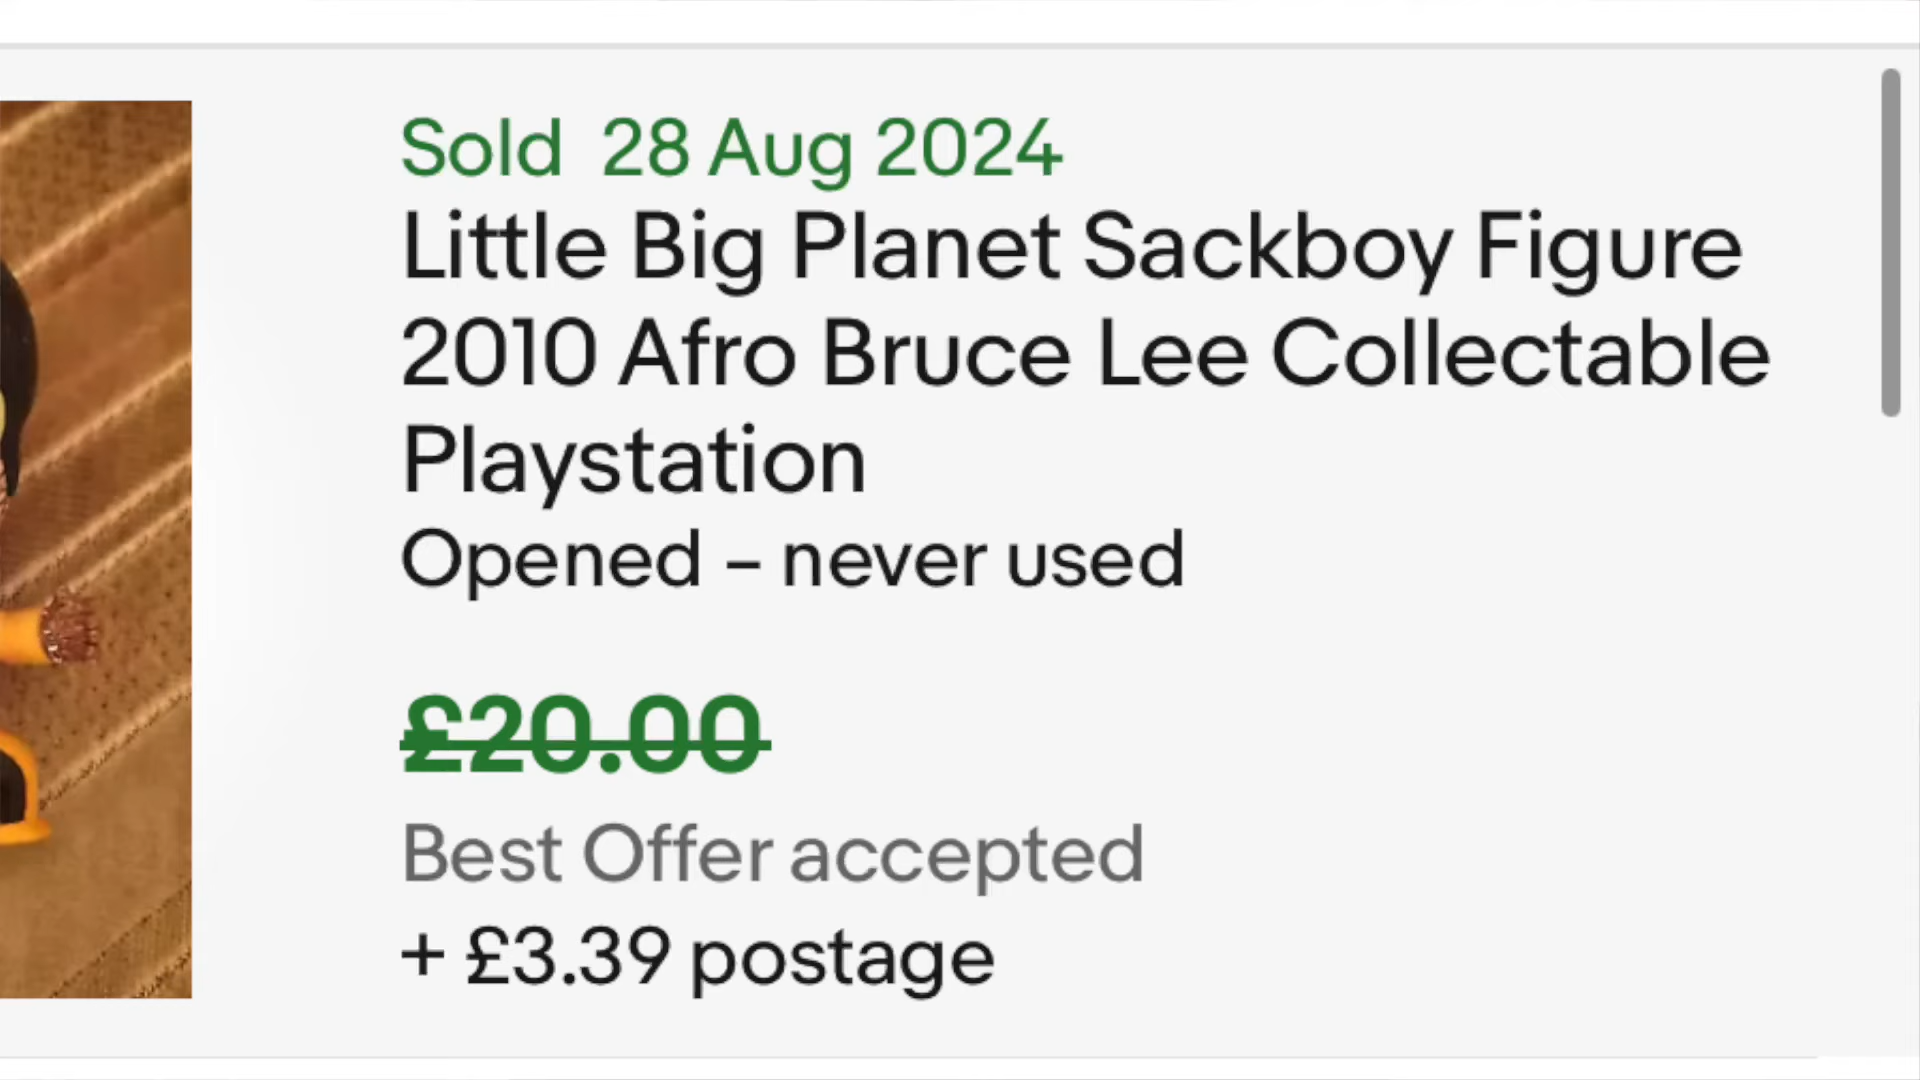 Sold 28 Aug 2024
Little Big Planet Sackboy Figure
2010 Afro Bruce Lee Collectable
Playstation
Opened – never used
£20.00
Best Offer accepted
+ £3.39 postage